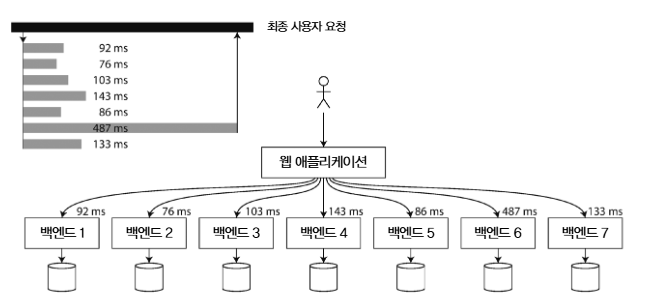 최종 사용자 요청
92 ms
76 ms
103 ms
143 ms
86 ms
487 ms
133 ms
웹 애플리케이션
92 ms 76 ms 103 ms 143 ms 86 ms 487 ms 133 ms
백엔드 1 백엔드 2 백엔드 3 백엔드 4 백엔드 5 백엔드 6 백엔드 7